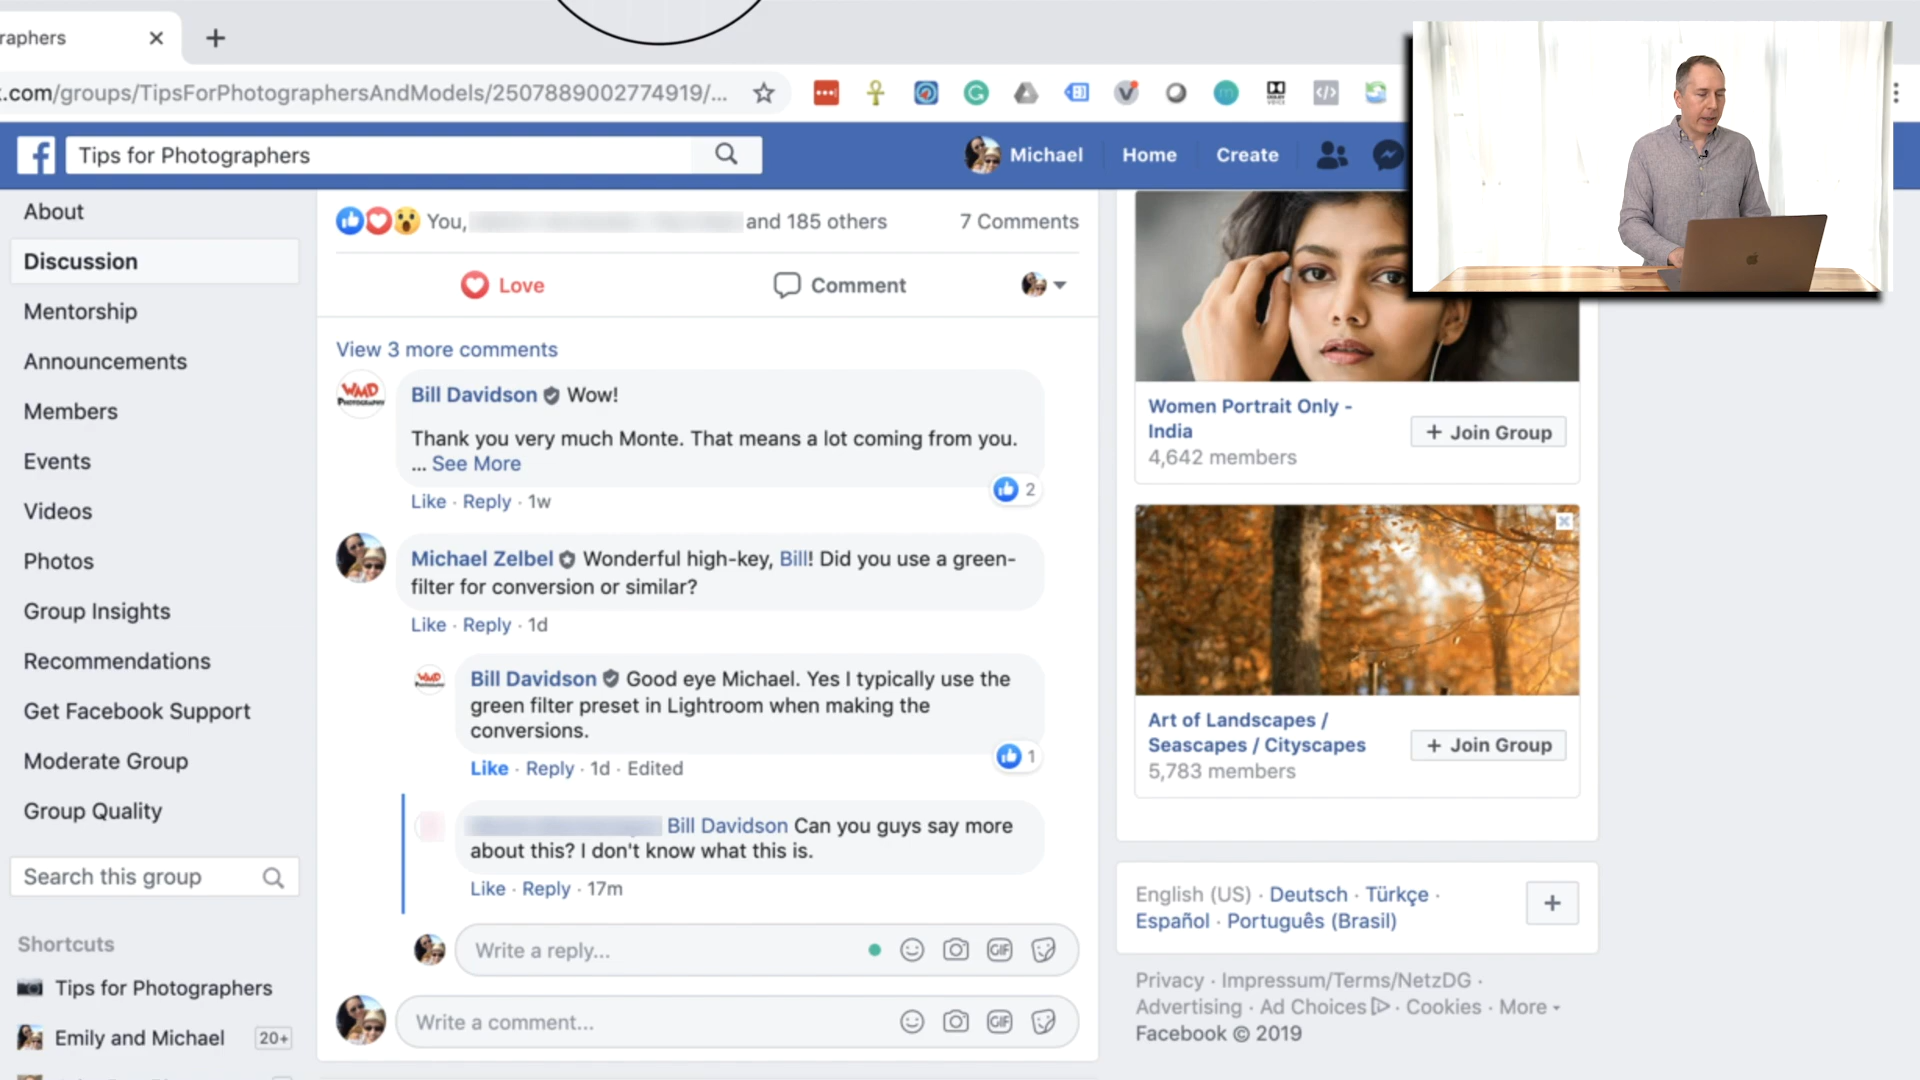 raphers
.com/groups/TipsForPhotographersAndModels/2507889002774919/...
Tips for Photographers
Michael
Home
Create
About
Discussion
Mentorship
Announcements
Members
Events
Videos
Photos
Group Insights
Recommendations
Get Facebook Support
Moderate Group
Group Quality
Search this group
Shortcuts
Tips for Photographers
Emily and Michael 20+
You, and 185 others
7 Comments
Love
Comment
View 3 more comments
WMD
PHOTOGRAPHY
Bill Davidson Wow!
Thank you very much Monte. That means a lot coming from you.
... See More
2
Like · Reply · 1w
Michael Zelbel Wonderful high-key, Bill! Did you use a green-
filter for conversion or similar?
Like · Reply · 1d
Bill Davidson Good eye Michael. Yes I typically use the
green filter preset in Lightroom when making the
conversions.
1
Like · Reply · 1d · Edited
Bill Davidson Can you guys say more
about this? I don't know what this is.
Like · Reply · 17m
Write a reply...
GIF
Write a comment...
GIF
Women Portrait Only -
India
4,642 members
+ Join Group
Art of Landscapes /
Seascapes / Cityscapes
5,783 members
+ Join Group
English (US) · Deutsch · Türkçe ·
Español · Português (Brasil)
Privacy · Impressum/Terms/NetzDG ·
Advertising · Ad Choices · Cookies · More
Facebook © 2019